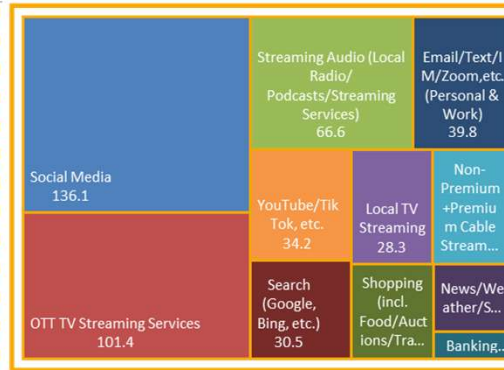 Social Media
136.1
OTT TV Streaming Services
101.4
Streaming Audio (Local
Radio/
Podcasts/Streaming
Services)
66.6
Email/Text/I
M/Zoom,etc.
(Personal &
Work)
39.8
YouTube/Tik
Tok, etc.
34.2
Local TV
Streaming
28.3
Non-
Premium
+Premiu
m Cable
Stream...
Search
(Google,
Bing, etc.)
30.5
Shopping
(incl.
Food/Auct
ions/Tra...
News/We
ather/S...
Banking...